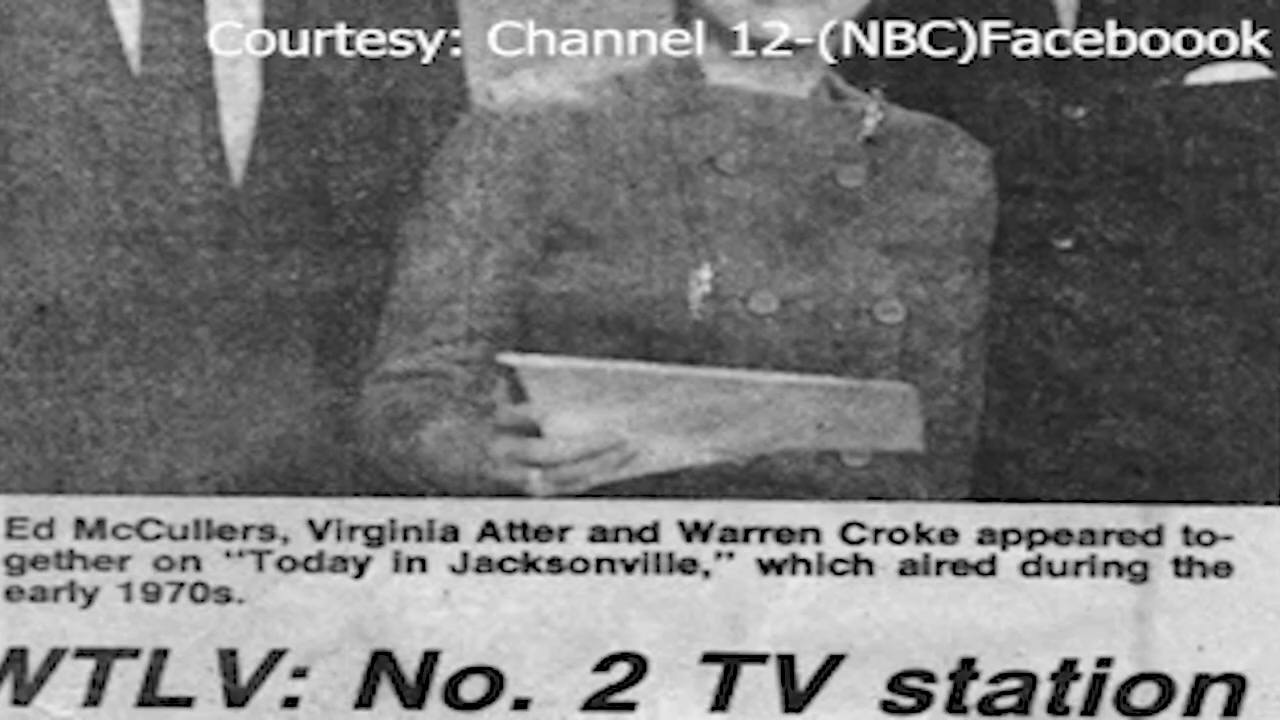 Courtesy: Channel 12-(NBC)Faceboook
Ed McCullers, Virginia Atter and Warren Croke appeared to-
gether on "Today in Jacksonville," which aired during the
early 1970s.
WTLV: No. 2 TV station